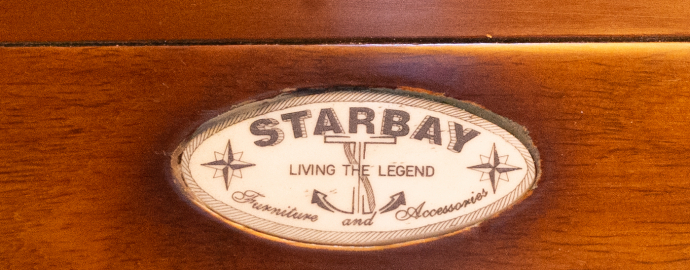 STARBAY
LIVING THE LEGEND
Furniture and Accessories